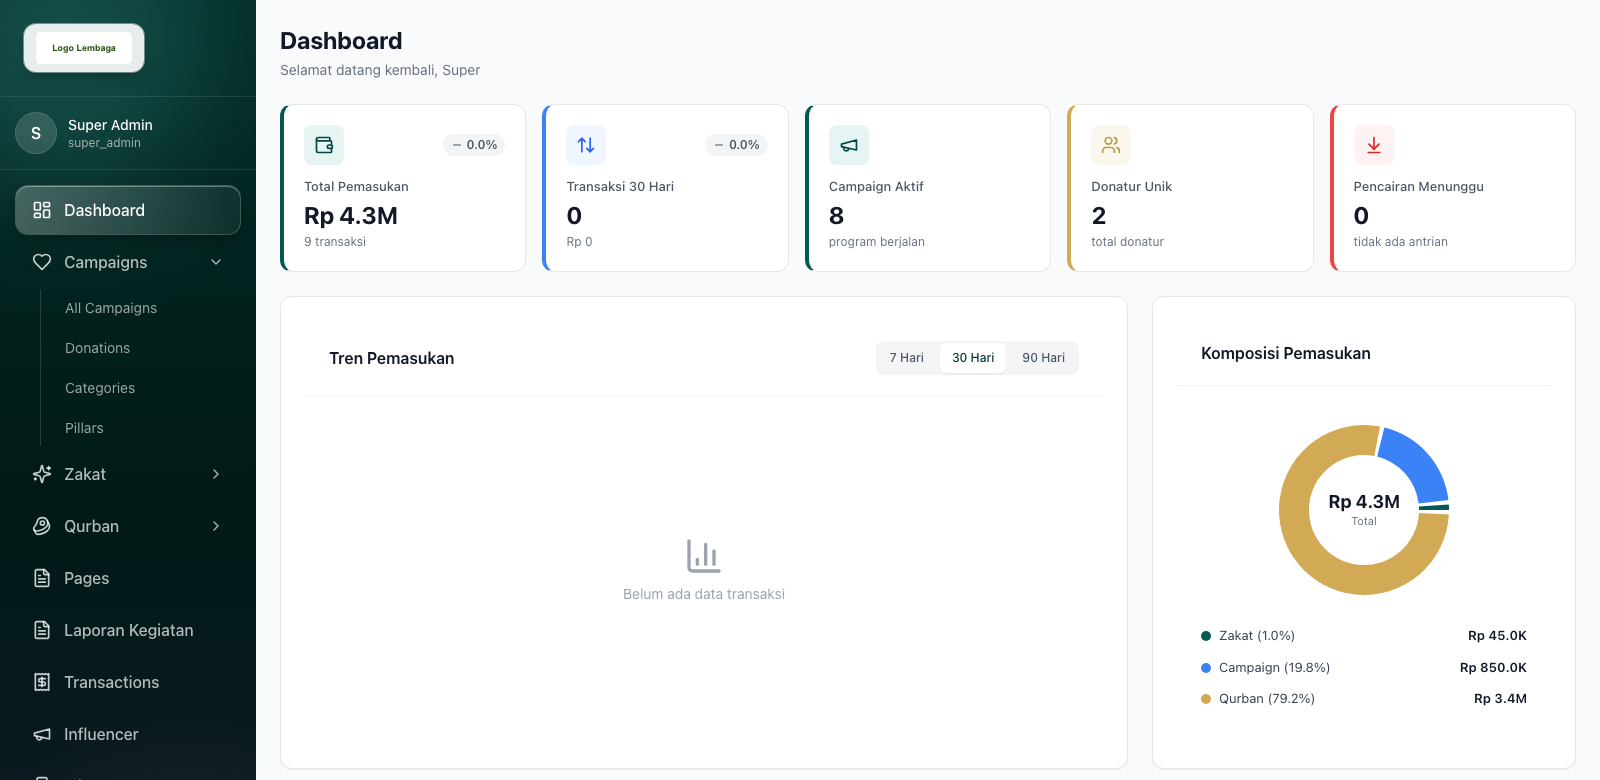 Logo Lembaga
S
Super Admin
super_admin
Dashboard
Campaigns
All Campaigns
Donations
Categories
Pillars
Zakat
Qurban
Pages
Laporan Kegiatan
Transactions
Influencer
Dashboard
Selamat datang kembali, Super
— 0.0%
Total Pemasukan
Rp 4.3M
9 transaksi
— 0.0%
Transaksi 30 Hari
0
Rp 0
Campaign Aktif
8
program berjalan
Donatur Unik
2
total donatur
Pencairan Menunggu
0
tidak ada antrian
Tren Pemasukan
7 Hari 30 Hari 90 Hari
Belum ada data transaksi
Komposisi Pemasukan
Rp 4.3M
Total
Zakat (1.0%) Rp 45.0K
Campaign (19.8%) Rp 850.0K
Qurban (79.2%) Rp 3.4M